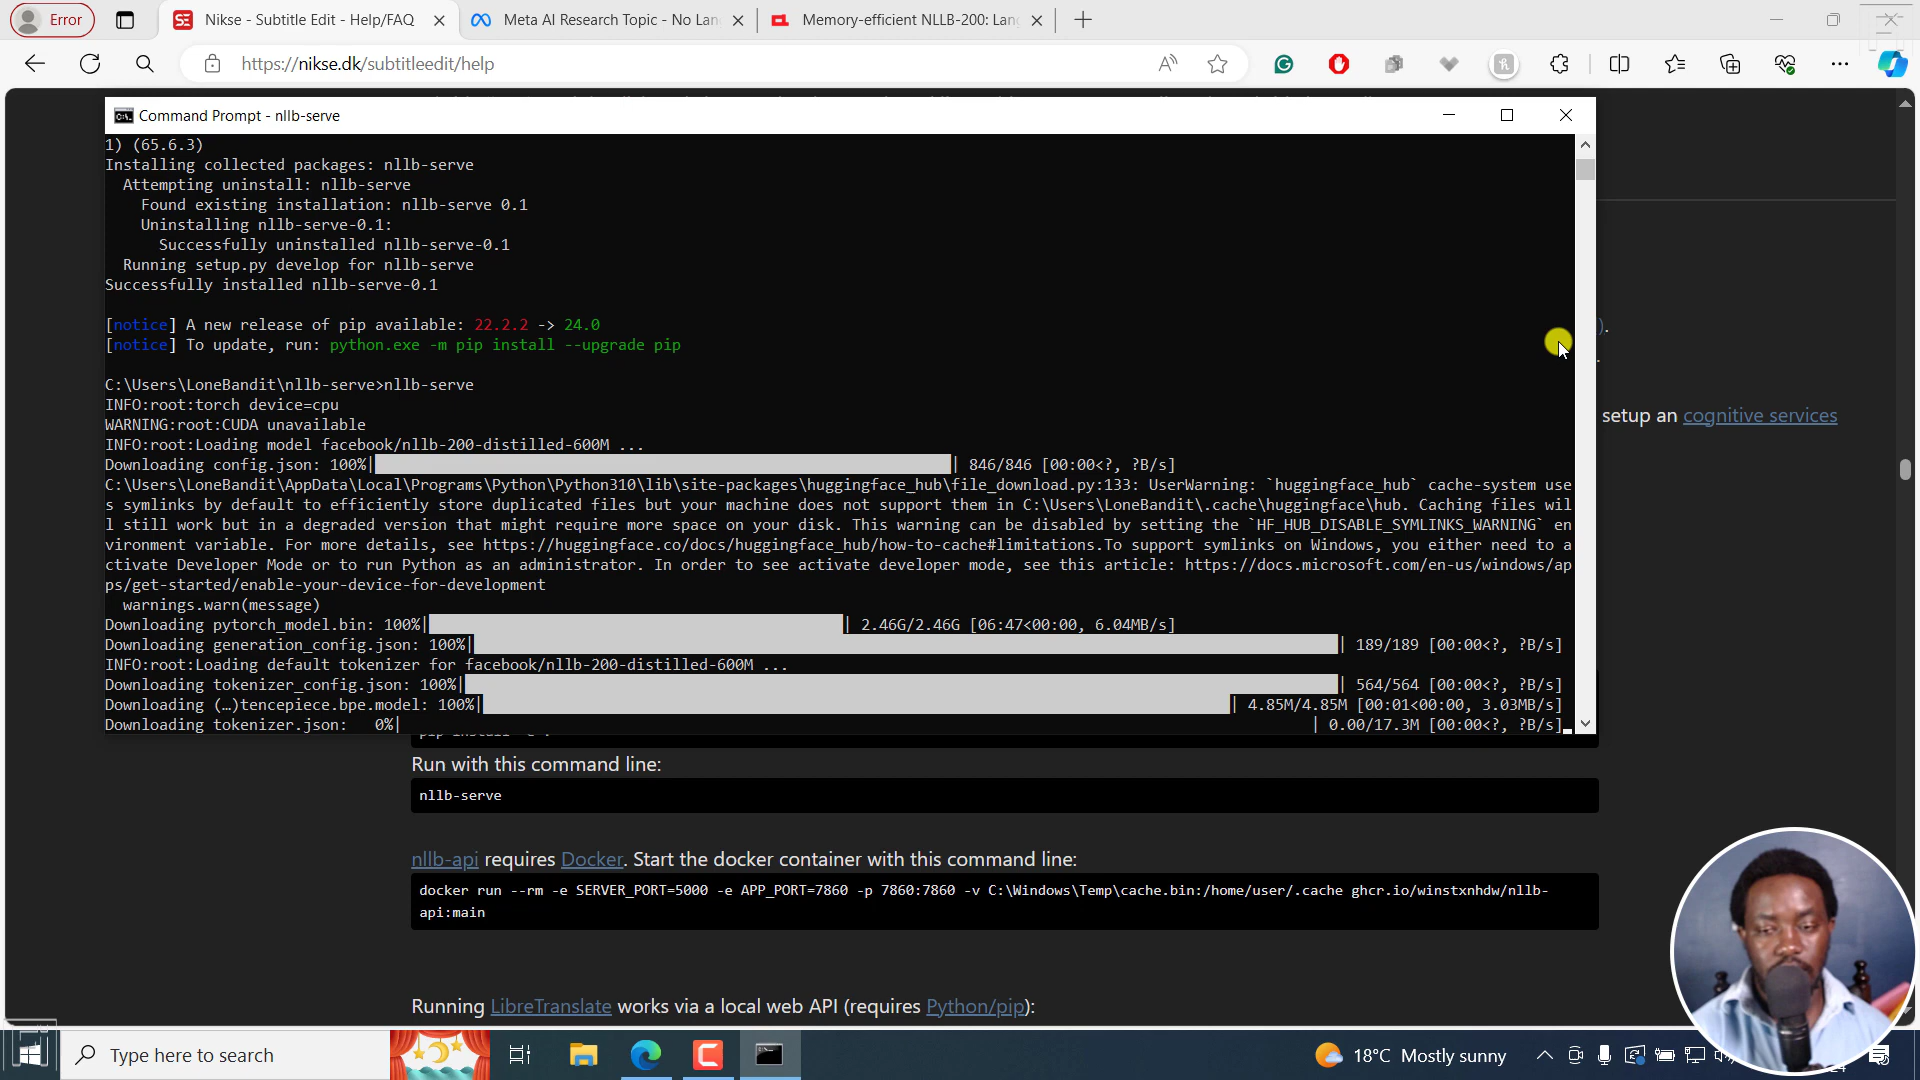 Error
Nikse - Subtitle Edit - Help/FAQ
Meta AI Research Topic - No Lan
Memory-efficient NLLB-200: Lang
https://nikse.dk/subtitleedit/help
Command Prompt - nllb-serve
1) (65.6.3)
Installing collected packages: nllb-serve
Attempting uninstall: nllb-serve
Found existing installation: nllb-serve 0.1
Uninstalling nllb-serve-0.1:
Successfully uninstalled nllb-serve-0.1
Running setup.py develop for nllb-serve
Successfully installed nllb-serve-0.1
[notice] A new release of pip available: 22.2.2 -> 24.0
[notice] To update, run: python.exe -m pip install --upgrade pip
C:\Users\LoneBandit\nllb-serve>nllb-serve
INFO:root:torch device=cpu
WARNING:root:CUDA unavailable
INFO:root:Loading model facebook/nllb-200-distilled-600M ...
Downloading config.json: 100%| | 846/846 [00:00<?, ?B/s]
C:\Users\LoneBandit\AppData\Local\Programs\Python\Python310\lib\site-packages\huggingface_hub\file_download.py:133: UserWarning: `huggingface_hub` cache-system use
s symlinks by default to efficiently store duplicated files but your machine does not support them in C:\Users\LoneBandit\.cache\huggingface\hub. Caching files wil
l still work but in a degraded version that might require more space on your disk. This warning can be disabled by setting the `HF_HUB_DISABLE_SYMLINKS_WARNING` en
vironment variable. For more details, see https://huggingface.co/docs/huggingface_hub/how-to-cache#limitations.To support symlinks on Windows, you either need to a
ctivate Developer Mode or to run Python as an administrator. In order to see activate developer mode, see this article: https://docs.microsoft.com/en-us/windows/ap
ps/get-started/enable-your-device-for-development
warnings.warn(message)
Downloading pytorch_model.bin: 100%| | 2.46G/2.46G [06:47<00:00, 6.04MB/s]
Downloading generation_config.json: 100%| | 189/189 [00:00<?, ?B/s]
INFO:root:Loading default tokenizer for facebook/nllb-200-distilled-600M ...
Downloading tokenizer_config.json: 100%| | 564/564 [00:00<?, ?B/s]
Downloading (…)tencepiece.bpe.model: 100%| | 4.85M/4.85M [00:01<00:00, 3.03MB/s]
Downloading tokenizer.json: 0%| | 0.00/17.3M [00:00<?, ?B/s]
).
.
setup an cognitive services
Run with this command line:
nllb-serve
nllb-api requires Docker. Start the docker container with this command line:
docker run --rm -e SERVER_PORT=5000 -e APP_PORT=7860 -p 7860:7860 -v C:\Windows\Temp\cache.bin:/home/user/.cache ghcr.io/winstxnhdw/nllb-
api:main
Running LibreTranslate works via a local web API (requires Python/pip):
Type here to search
18°C Mostly sunny